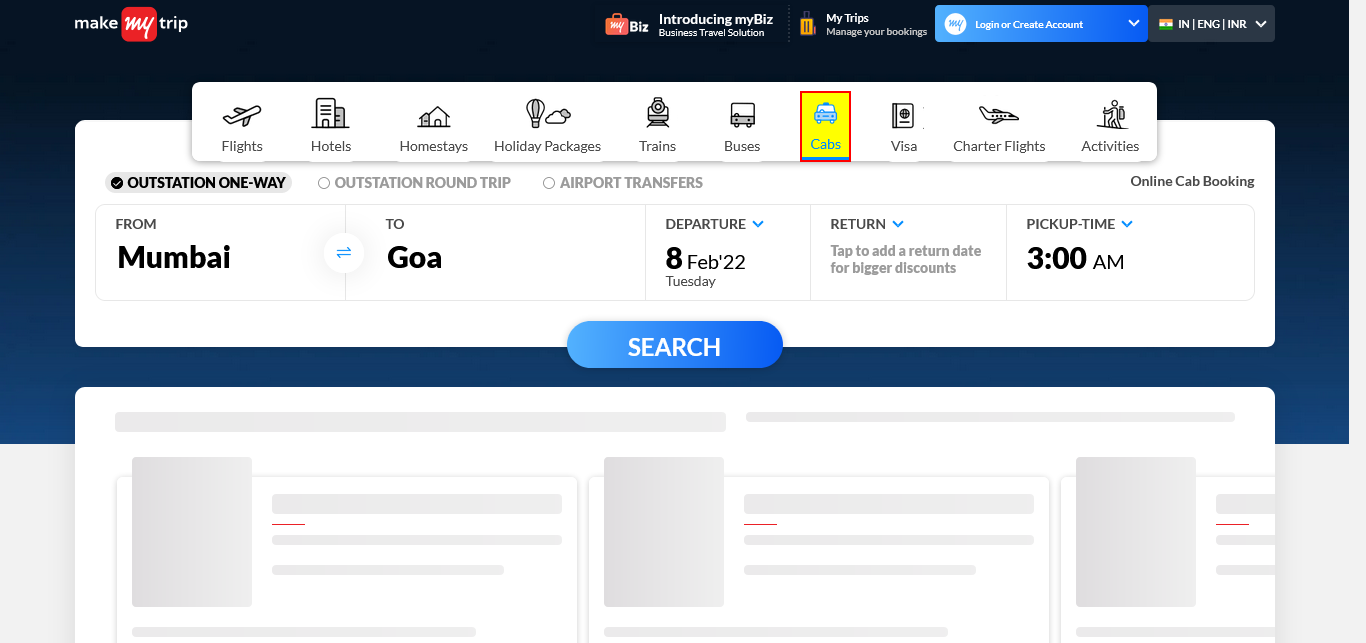 make my trip
my Biz
Introducing myBiz
Business Travel Solution
My Trips
Manage your bookings
my
Login or Create Account
IN | ENG | INR
Flights
Hotels
Homestays
Holiday Packages
Trains
Buses
Cabs
Visa
Charter Flights
Activities
OUTSTATION ONE-WAY
OUTSTATION ROUND TRIP
AIRPORT TRANSFERS
Online Cab Booking
FROM
Mumbai
TO
Goa
DEPARTURE
8 Feb'22
Tuesday
RETURN
Tap to add a return date
for bigger discounts
PICKUP-TIME
3:00 AM
SEARCH